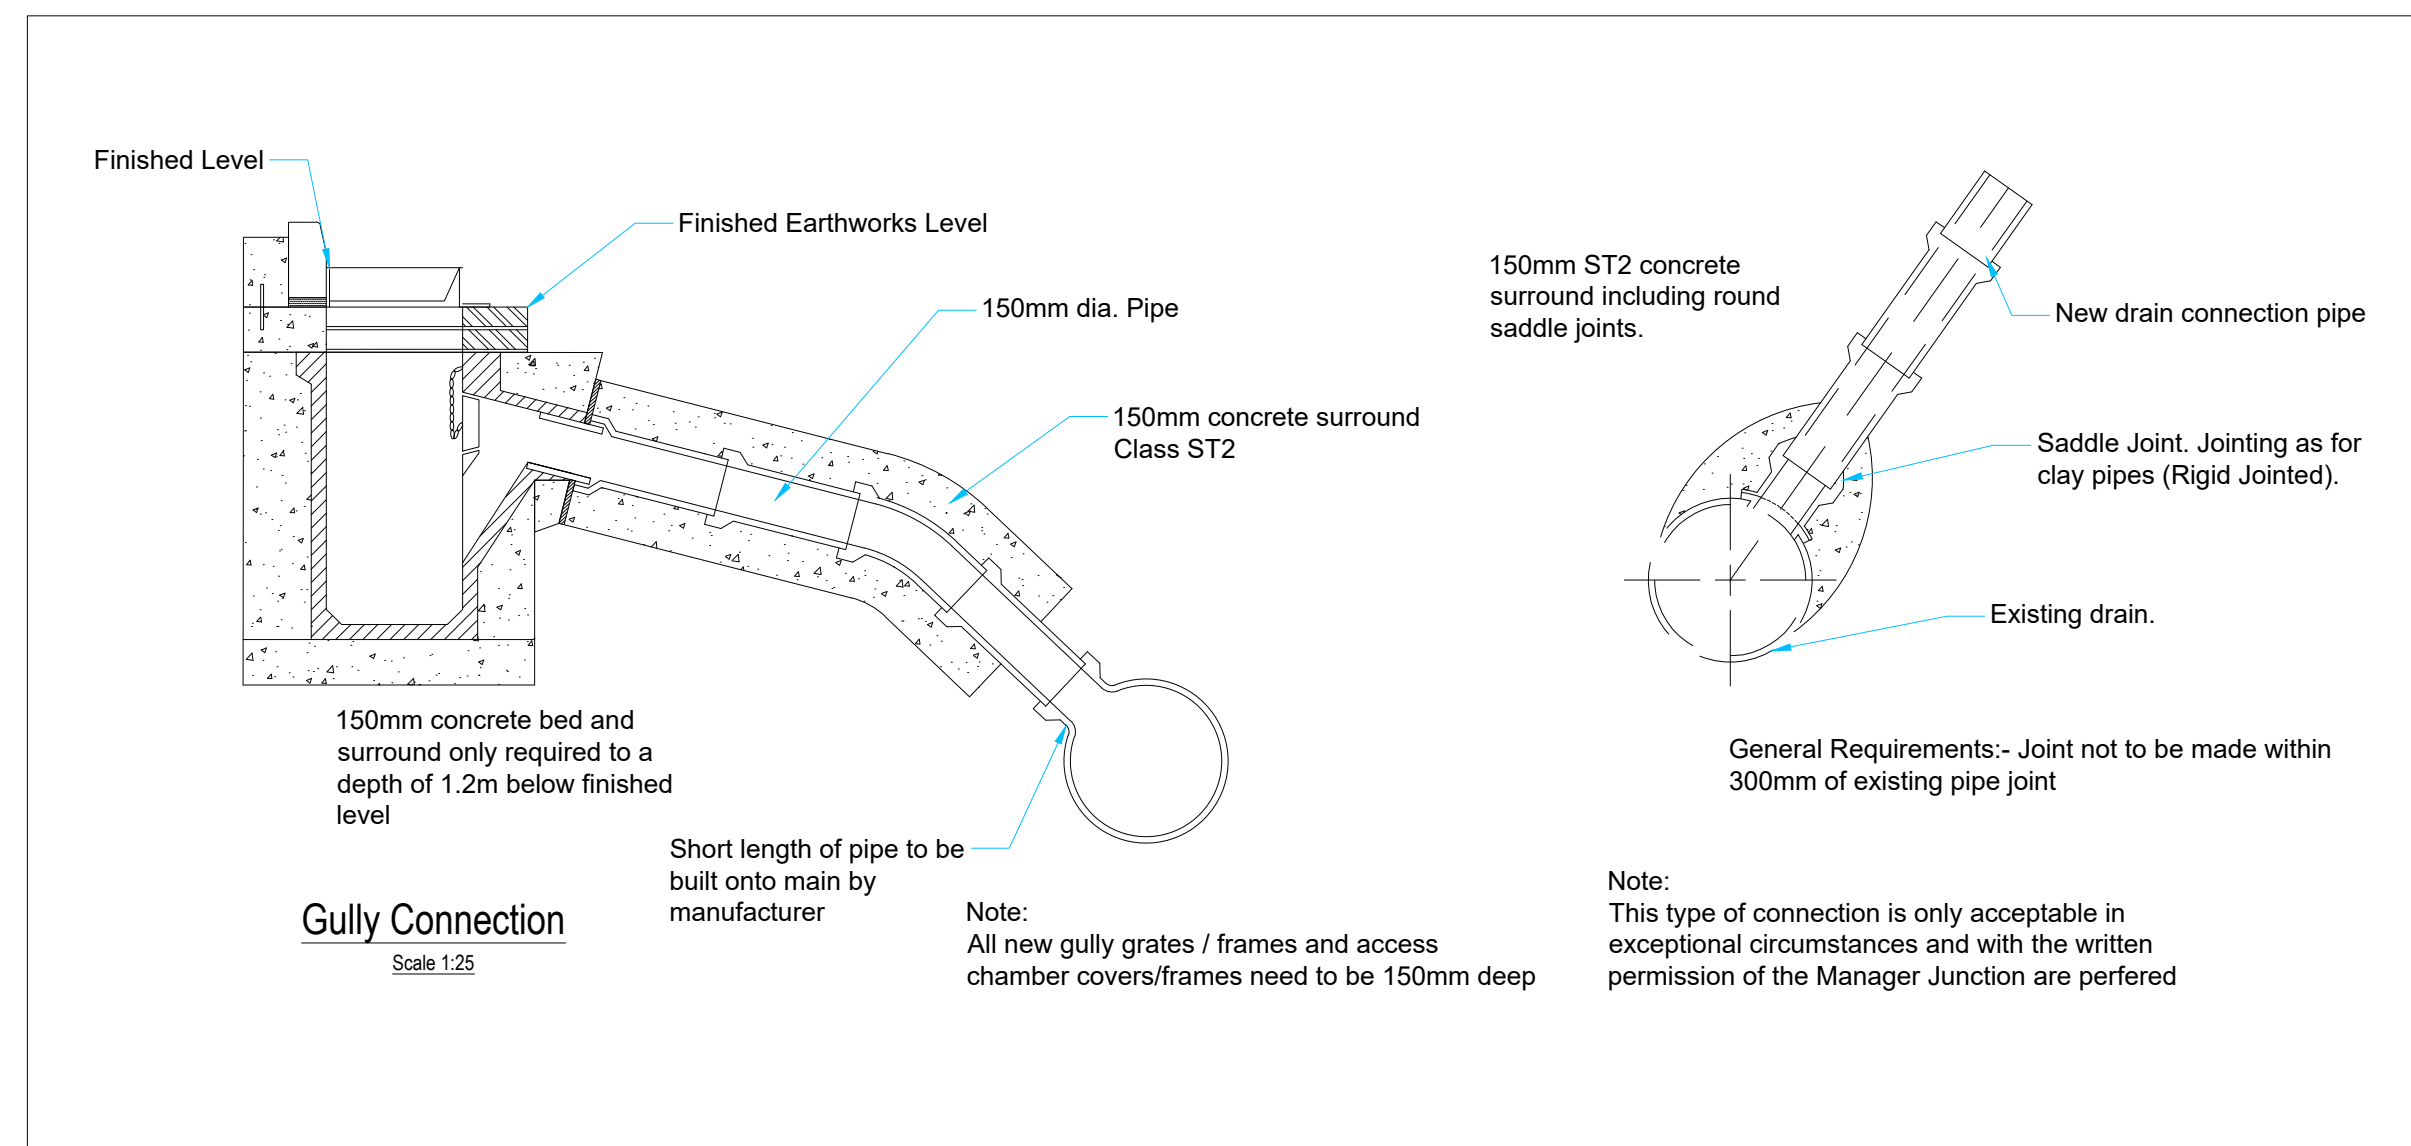 Finished Level
Finished Earthworks Level
150mm dia. Pipe
150mm concrete surround
Class ST2
150mm concrete bed and
surround only required to a
depth of 1.2m below finished
level
Short length of pipe to be
built onto main by
manufacturer
Gully Connection
Scale 1:25
Note:
All new gully grates / frames and access
chamber covers/frames need to be 150mm deep
150mm ST2 concrete
surround including round
saddle joints.
New drain connection pipe
Saddle Joint. Jointing as for
clay pipes (Rigid Jointed).
Existing drain.
General Requirements:- Joint not to be made within
300mm of existing pipe joint
Note:
This type of connection is only acceptable in
exceptional circumstances and with the written
permission of the Manager Junction are perfered